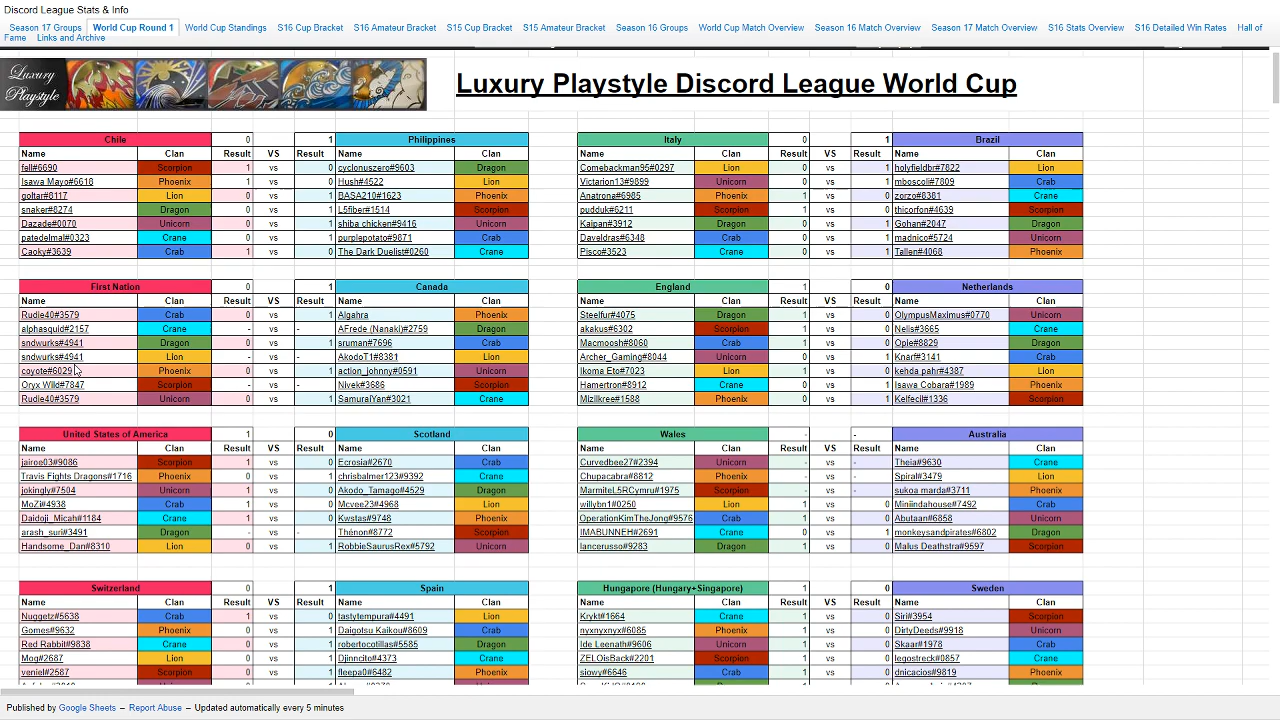 Discord League Stats & Info
Season 17 Groups World Cup Round 1 World Cup Standings S16 Cup Bracket S16 Amateur Bracket S15 Cup Bracket S15 Amateur Bracket Season 16 Groups World Cup Match Overview Season 16 Match Overview Season 17 Match Overview S16 Stats Overview S16 Detailed Win Rates Hall of
Fame Links and Archive
Luxury Playstyle
Luxury Playstyle Discord League World Cup
Chile 0 1 Philippines Italy 0 1 Brazil
Name Clan Result VS Result Name Clan Name Clan Result VS Result Name Clan
fell#6690 Scorpion 1 vs 0 cyclonuszero#9603 Dragon Comebackman95#0297 Lion 0 vs 1 holyfieldbr#7822 Lion
Isawa Mayo#6618 Phoenix 1 vs 0 Hush#4522 Lion Victarion13#9899 Unicorn 0 vs 1 mboscoli#7809 Crab
goltar#8117 Lion 0 vs 1 BASA210#1623 Phoenix Anatrona#6985 Phoenix 1 vs 0 zorzo#8381 Crane
snaker#8274 Dragon 0 vs 1 L5fiber#1514 Scorpion pudduk#6211 Scorpion 1 vs 0 thicorfon#4639 Scorpion
Dazade#0070 Unicorn 0 vs 1 shiba chicken#9416 Unicorn Kaipan#3912 Dragon 0 vs 1 Gohan#2047 Dragon
patedelmal#0323 Crane 0 vs 1 purplepotato#9871 Crab Daveldras#6348 Crab 0 vs 1 madnico#5724 Unicorn
Caoky#3639 Crab 1 vs 0 The Dark Duelist#0260 Crane Pisco#3523 Crane 0 vs 1 Tallen#4068 Phoenix
First Nation 0 1 Canada England 1 0 Netherlands
Name Clan Result VS Result Name Clan Name Clan Result VS Result Name Clan
Rudie40#3579 Crab 0 vs 1 Algahra Phoenix Steelfur#4075 Dragon 1 vs 0 OlympusMaximus#0770 Unicorn
alphasquid#2157 Crane - vs - AFrede (Nanaki)#2759 Dragon akakus#6302 Scorpion 1 vs 0 Nelis#3665 Crane
sndwurks#4941 Dragon 0 vs 1 sruman#7696 Crab Macmoosh#8060 Crab 1 vs 0 Opie#8829 Dragon
sndwurks#4941 Lion - vs - AkodoT1#8381 Lion Archer_Gaming#8044 Unicorn 0 vs 1 Knarf#3141 Crab
coyote#6029 Phoenix 0 vs 1 action_johnny#0591 Unicorn Ikoma Eto#7023 Lion 1 vs 0 kehda pahr#4387 Lion
Oryx Wild#7847 Scorpion - vs - Nivek#3686 Scorpion Hamertron#8912 Crane 1 vs 0 Isawa Cobar#1989 Phoenix
Rudie40#3579 Unicorn 0 vs 1 SamuraiYan#3021 Crane Mizilkree#1588 Phoenix 0 vs 1 Kelfecil#1336 Scorpion
United States of America 1 0 Scotland Wales - - Australia
Name Clan Result VS Result Name Clan Name Clan Result VS Result Name Clan
jairoe03#9086 Scorpion 1 vs 0 Ecrosia#2670 Crab Curvedbee27#2394 Unicorn - vs - Theia#9630 Crane
Travis Fights Dragons#1716 Phoenix 1 vs 0 chrisbalmer123#9392 Crane Chupacabra#8812 Phoenix - vs - Spiral#3479 Lion
jokingly#7504 Unicorn 1 vs 0 Akodo_Tamago#4529 Dragon MarmiteL5RCymru#1975 Scorpion - vs - sukoa marda#3711 Phoenix
MoZi#4938 Crab 1 vs 0 Mcvee23#4968 Lion willybn1#0250 Lion 1 vs 0 Miniindahouse#7492 Crab
Daidoji_Micah#1184 Crane 1 vs 0 Kwstas#9748 Phoenix OperationKimTheJong#9576 Crab 1 vs 0 Abutaan#6858 Unicorn
arash_suri#3491 Dragon - vs - Thénon#8772 Scorpion IMABUNNEH#2691 Crane 0 vs 1 monkeysandpirates#6802 Dragon
Handsome_Dan#8310 Lion 0 vs 1 RobbieSaurusRex#5792 Unicorn lancerusso#9283 Dragon 1 vs 0 Malus Deathstra#9597 Scorpion
Switzerland 0 1 Spain Hungapore (Hungary+Singapore) 1 0 Sweden
Name Clan Result VS Result Name Clan Name Clan Result VS Result Name Clan
Nuggetz#5638 Crab 1 vs 0 tastytempura#4491 Lion Krykt#1664 Crane 1 vs 0 Siri#3954 Scorpion
Gomes#9632 Phoenix 0 vs 1 Daigotsu Kaikou#8609 Crab nyxnyxnyx#6085 Phoenix 1 vs 0 DirtyDeeds#9918 Unicorn
Red Rabbit#9838 Crane 0 vs 1 robertocotillas#5585 Dragon Ide Leenath#9606 Unicorn 1 vs 0 Skaar#1978 Crab
Mog#2687 Lion 0 vs 1 Djinncito#4373 Crane ZELOisBack#2201 Scorpion 1 vs 0 legostreck#0857 Crane
veniel#2587 Scorpion 0 vs 1 fleepa0#6482 Phoenix siowy#6646 Crab 1 vs 0 dnicacios#9819 Phoenix
Published by Google Sheets – Report Abuse – Updated automatically every 5 minutes